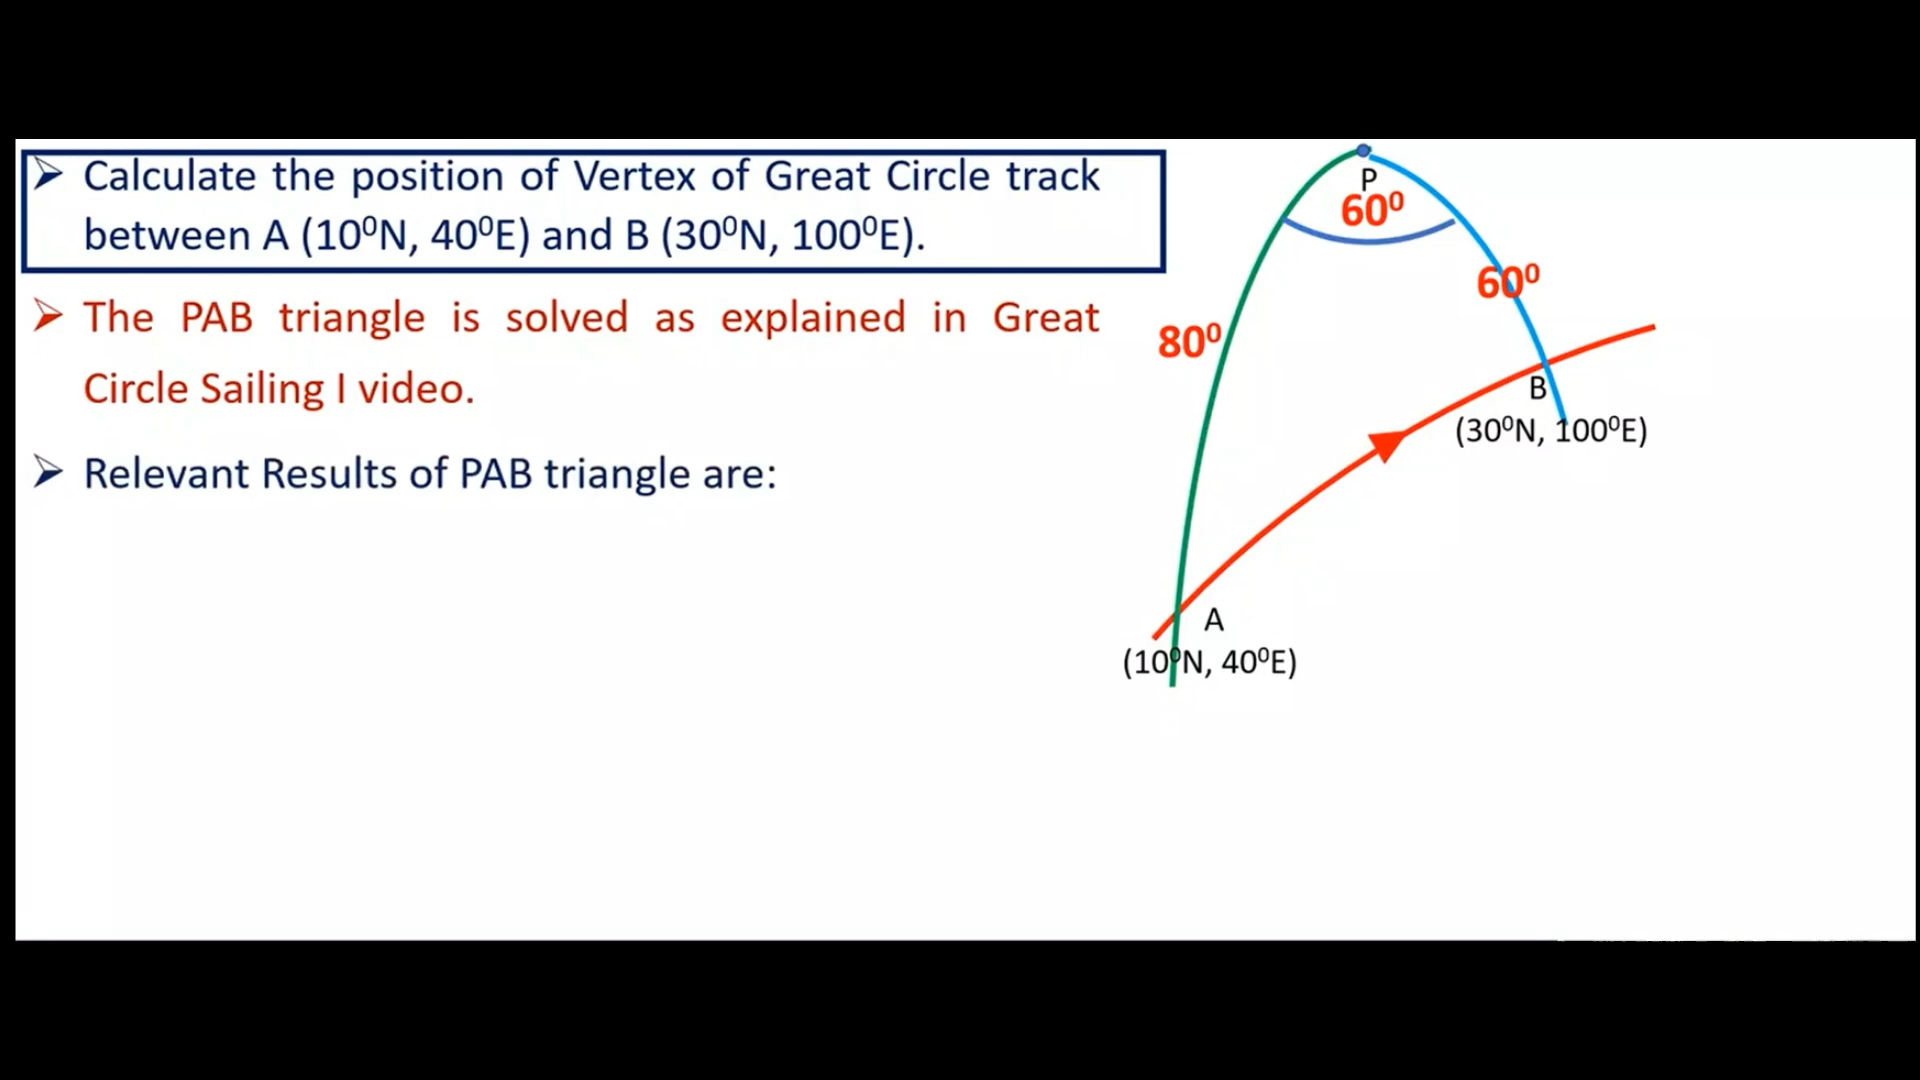 ➢ Calculate the position of Vertex of Great Circle track
between A (10⁰N, 40⁰E) and B (30⁰N, 100⁰E).
➢ The PAB triangle is solved as explained in Great
Circle Sailing I video.
➢ Relevant Results of PAB triangle are:
P
60⁰
60⁰
80⁰
B
(30⁰N, 100⁰E)
A
(10⁰N, 40⁰E)